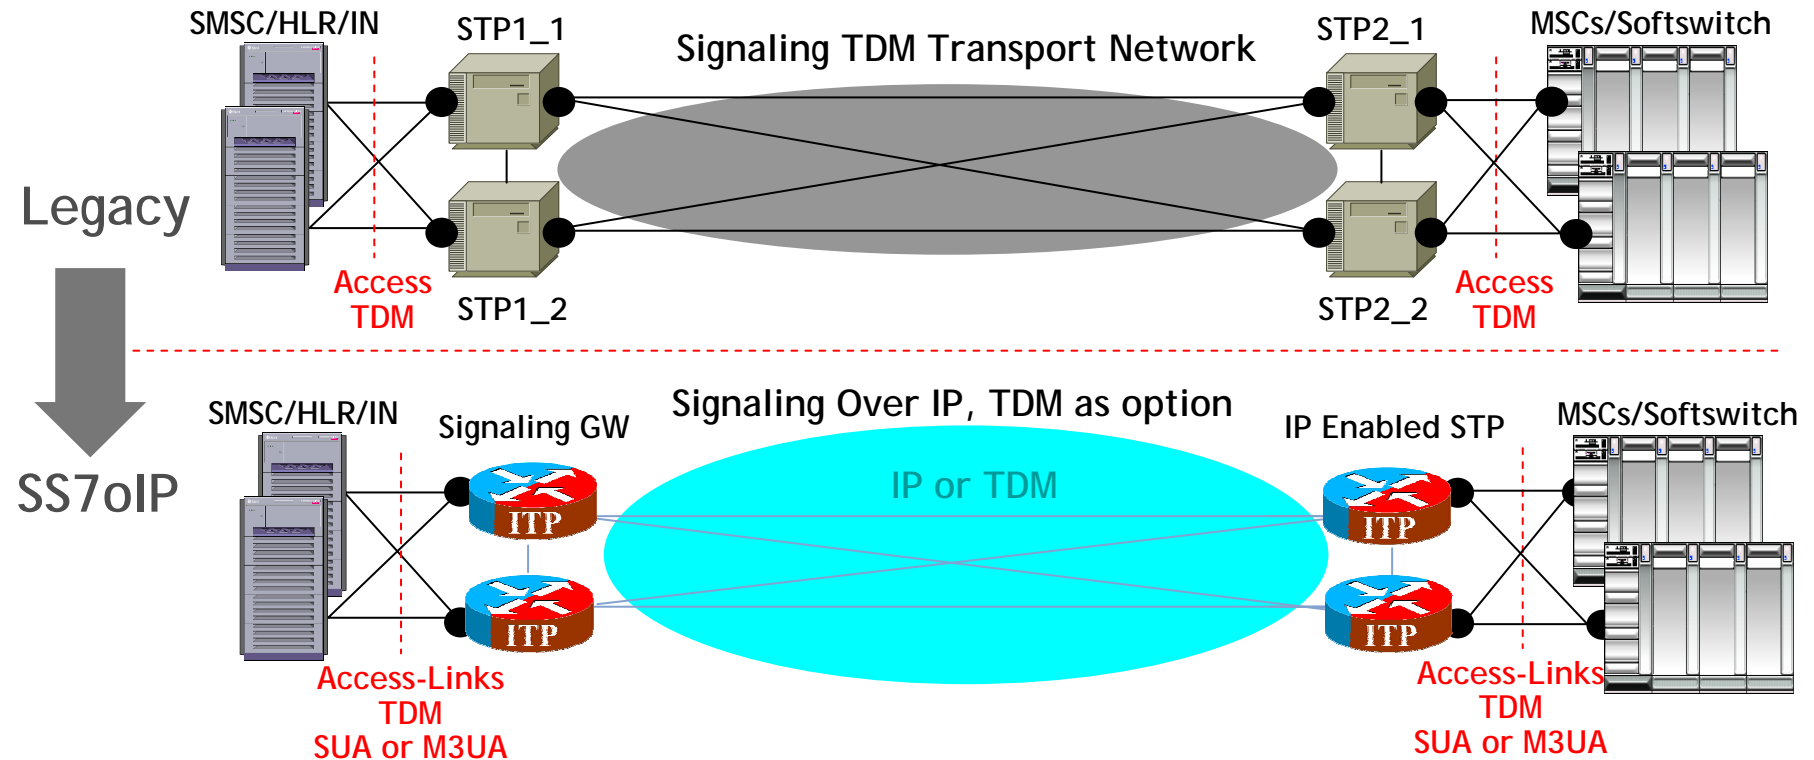 SMSC/HLR/IN
STP1_1
Signaling TDM Transport Network
STP2_1
MSCs/Softswitch
Legacy
Access
TDM
STP1_2
STP2_2
Access
TDM
SS7oIP
SMSC/HLR/IN
Signaling GW
Signaling Over IP, TDM as option
IP Enabled STP
MSCs/Softswitch
IP or TDM
ITP
ITP
ITP
ITP
Access-Links
TDM
SUA or M3UA
Access-Links
TDM
SUA or M3UA